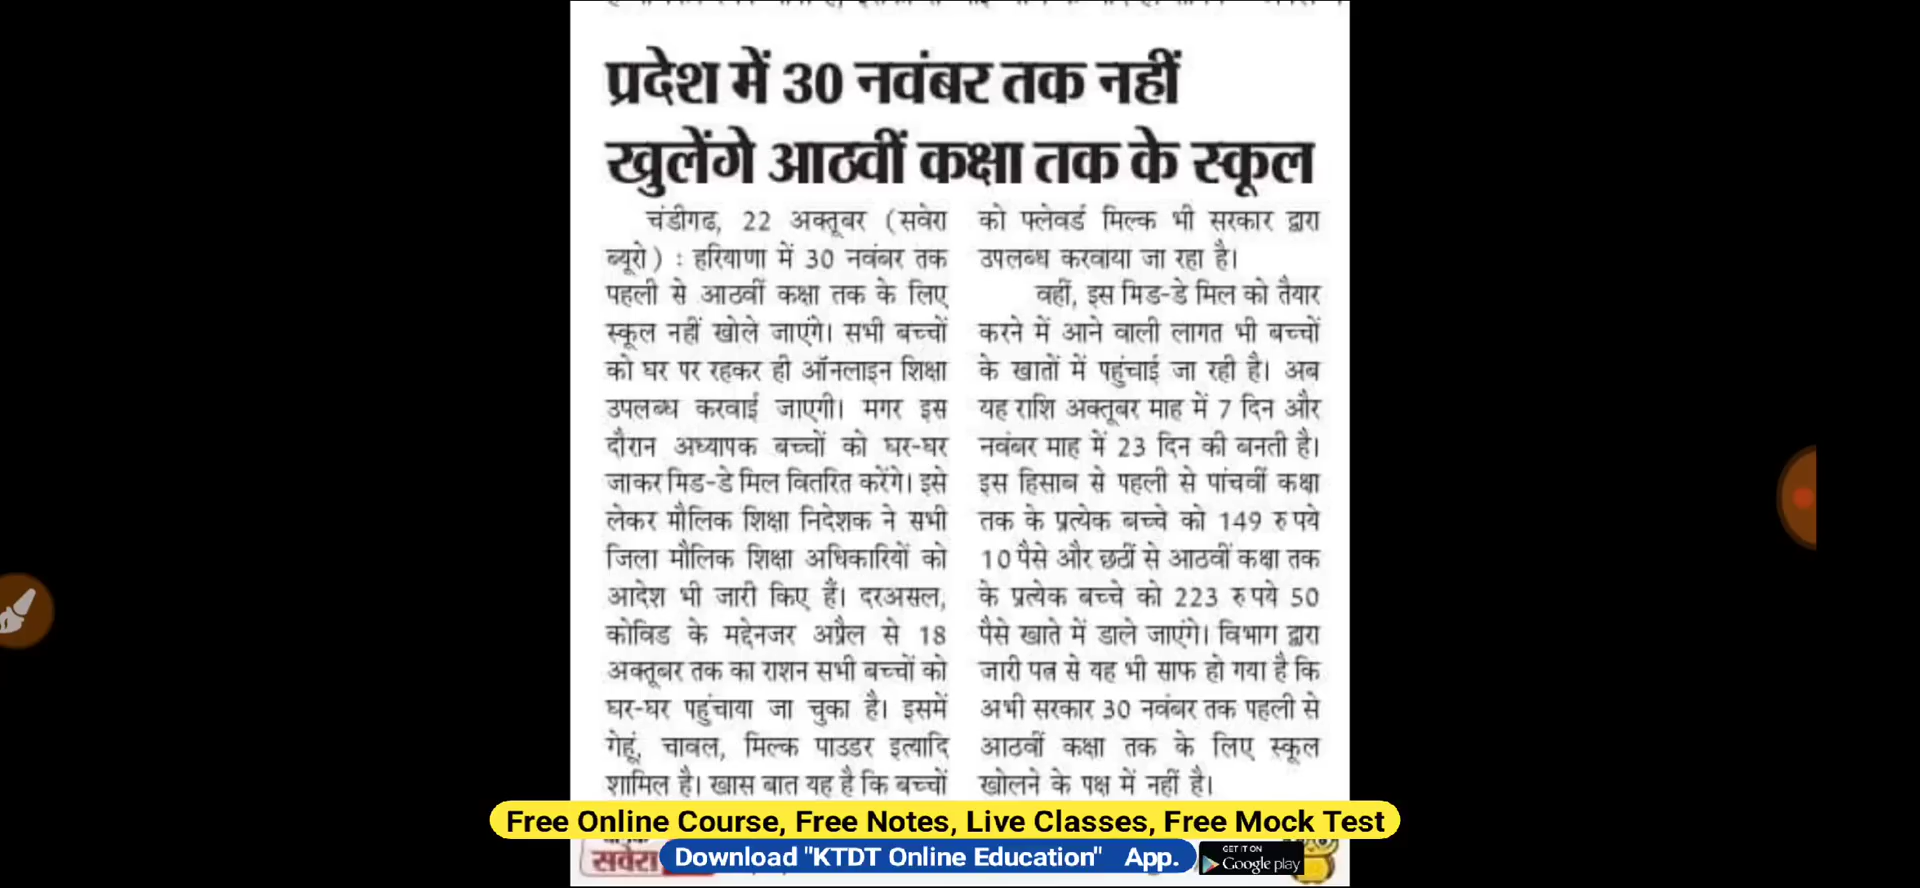 प्रदेश में 30 नवंबर तक नहीं
खुलेंगे आठवीं कक्षा तक के स्कूल
चंडीगढ, 22 अक्तूबर (सवेरा
ब्यूरो) : हरियाणा में 30 नवंबर तक
पहली से आठवीं कक्षा तक के लिए
स्कूल नहीं खोले जाएंगे। सभी बच्चों
को घर पर रहकर ही ऑनलाइन शिक्षा
उपलब्ध करवाई जाएगी। मगर इस
दौरान अध्यापक बच्चों को घर-घर
जाकर मिड-डे मिल वितरित करेंगे। इसे
लेकर मौलिक शिक्षा निदेशक ने सभी
जिला मौलिक शिक्षा अधिकारियों को
आदेश भी जारी किए हैं। दरअसल,
कोविड के मद्देनजर अप्रैल से 18
अक्तूबर तक का राशन सभी बच्चों को
घर-घर पहुंचाया जा चुका है। इसमें
गेहूं, चावल, मिल्क पाउडर इत्यादि
शामिल है। खास बात यह है कि बच्चों
को फ्लेवर्ड मिल्क भी सरकार द्वारा
उपलब्ध करवाया जा रहा है।
वहीं, इस मिड-डे मिल को तैयार
करने में आने वाली लागत भी बच्चों
के खातों में पहुंचाई जा रही है। अब
यह राशि अक्तूबर माह में 7 दिन और
नवंबर माह में 23 दिन की बनती है।
इस हिसाब से पहली से पांचवीं कक्षा
तक के प्रत्येक बच्चे को 149 रुपये
10 पैसे और छठीं से आठवीं कक्षा तक
के प्रत्येक बच्चे को 223 रुपये 50
पैसे खाते में डाले जाएंगे। विभाग द्वारा
जारी पत्र से यह भी साफ हो गया है कि
अभी सरकार 30 नवंबर तक पहली से
आठवीं कक्षा तक के लिए स्कूल
खोलने के पक्ष में नहीं है।
Free Online Course, Free Notes, Live Classes, Free Mock Test
सवेरा
Download "KTDT Online Education" App.
GET IT ON
Google play